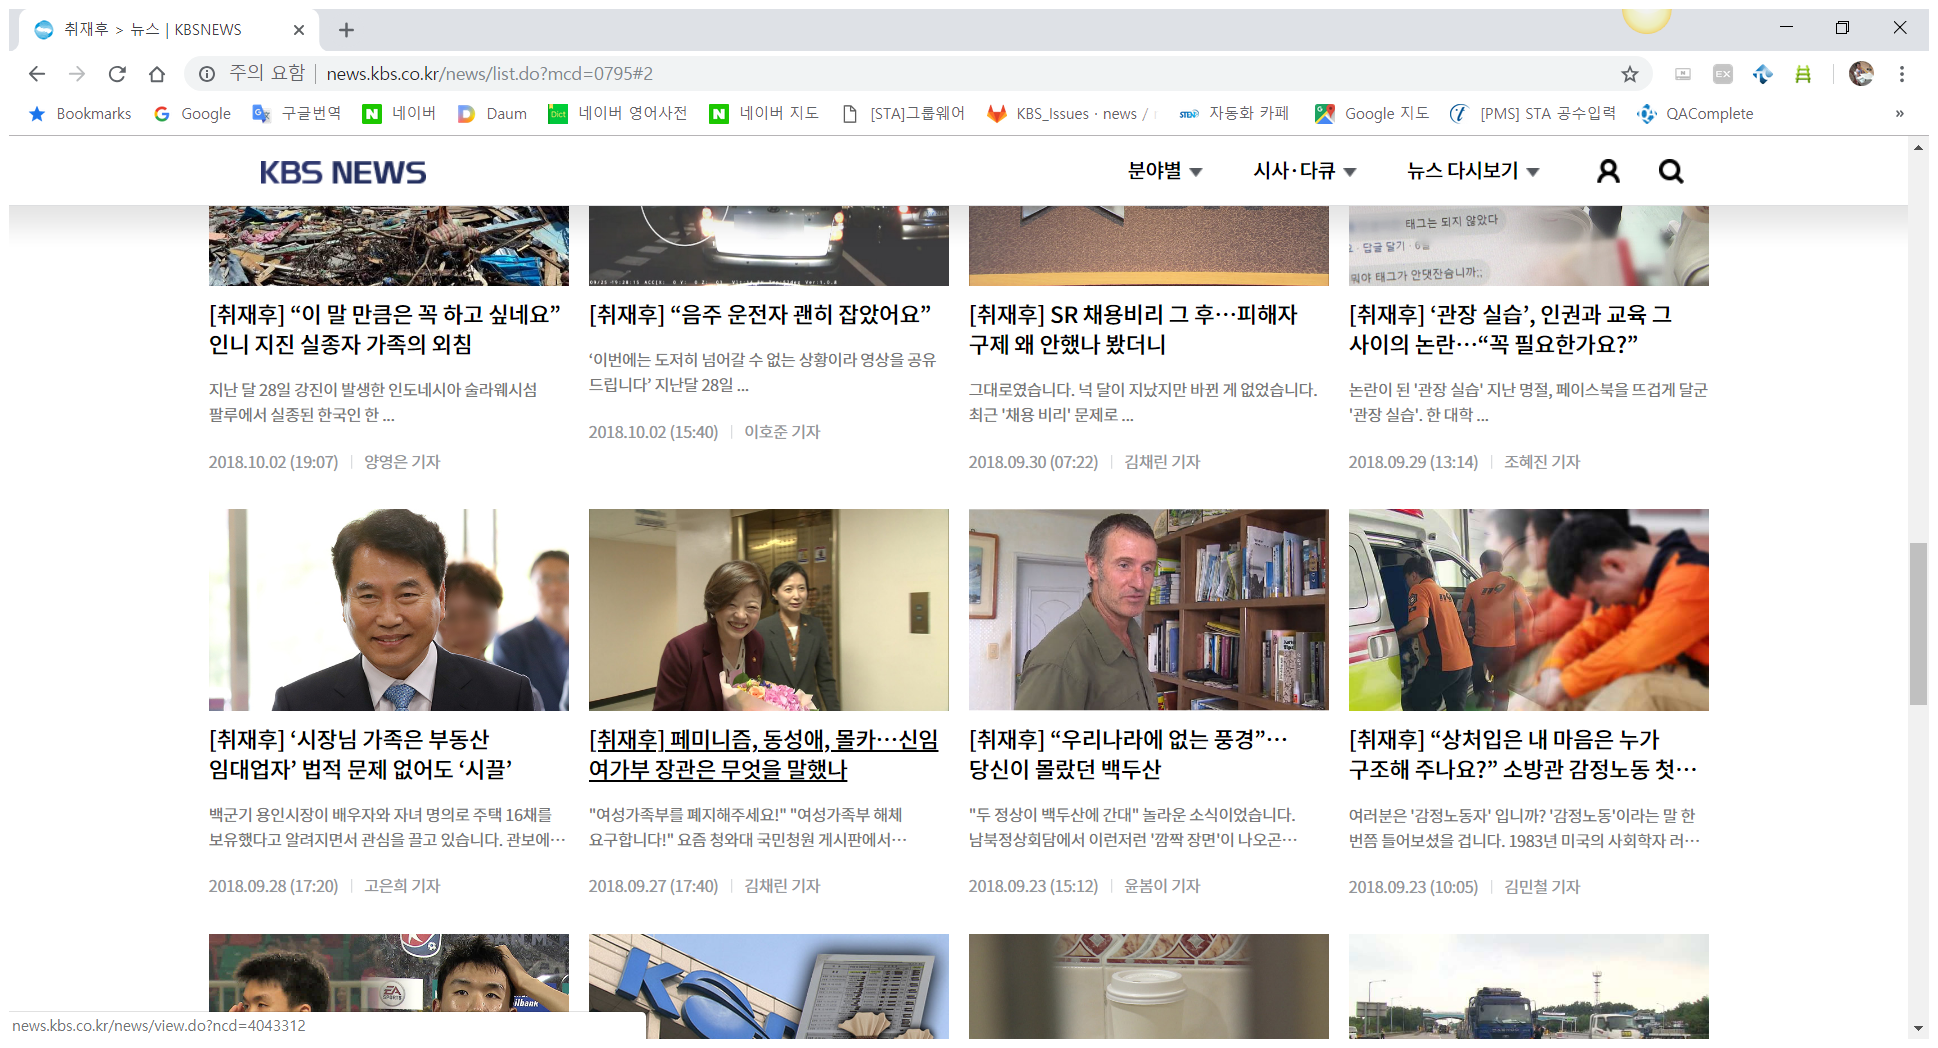 취재후 > 뉴스 | KBSNEWS
주의 요함 | news.kbs.co.kr/news/list.do?mcd=0795#2
Bookmarks Google 구글번역 네이버 Daum 네이버 영어사전 네이버 지도 [STA]그룹웨어 KBS_Issues · news / 자동화 카페 Google 지도 [PMS] STA 공수입력 QAComplete »
KBS NEWS 분야별 시사·다큐 뉴스 다시보기
태그는 되지 않았다
답글 달기
뭐야 태그가 안댓잔슴니까;;
[취재후] “이 말 만큼은 꼭 하고 싶네요”
인니 지진 실종자 가족의 외침
지난 달 28일 강진이 발생한 인도네시아 술라웨시섬
팔루에서 실종된 한국인 한 ...
2018.10.02 (19:07) | 양영은 기자
[취재후] “음주 운전자 괜히 잡았어요”
‘이번에는 도저히 넘어갈 수 없는 상황이라 영상을 공유
드립니다’ 지난달 28일 ...
2018.10.02 (15:40) | 이호준 기자
[취재후] SR 채용비리 그 후…피해자
구제 왜 안했나 봤더니
그대로였습니다. 넉 달이 지났지만 바뀐 게 없었습니다.
최근 '채용 비리' 문제로 ...
2018.09.30 (07:22) | 김채린 기자
[취재후] ‘관장 실습’, 인권과 교육 그
사이의 논란…“꼭 필요한가요?”
논란이 된 '관장 실습' 지난 명절, 페이스북을 뜨겁게 달군
'관장 실습'. 한 대학 ...
2018.09.29 (13:14) | 조혜진 기자
[취재후] ‘시장님 가족은 부동산
임대업자’ 법적 문제 없어도 ‘시끌’
백군기 용인시장이 배우자와 자녀 명의로 주택 16채를
보유했다고 알려지면서 관심을 끌고 있습니다. 관보에…
2018.09.28 (17:20) | 고은희 기자
[취재후] 페미니즘, 동성애, 몰카…신임
여가부 장관은 무엇을 말했나
"여성가족부를 폐지해주세요!" "여성가족부 해체
요구합니다!" 요즘 청와대 국민청원 게시판에서…
2018.09.27 (17:40) | 김채린 기자
[취재후] “우리나라에 없는 풍경”…
당신이 몰랐던 백두산
"두 정상이 백두산에 간대" 놀라운 소식이었습니다.
남북정상회담에서 이런저런 '깜짝 장면'이 나오곤…
2018.09.23 (15:12) | 윤봄이 기자
[취재후] “상처입은 내 마음은 누가
구조해 주나요?” 소방관 감정노동 첫…
여러분은 '감정노동자' 입니까? '감정노동'이라는 말 한
번쯤 들어보셨을 겁니다. 1983년 미국의 사회학자 러…
2018.09.23 (10:05) | 김민철 기자
EA
SPORTS
news.kbs.co.kr/news/view.do?ncd=4043312